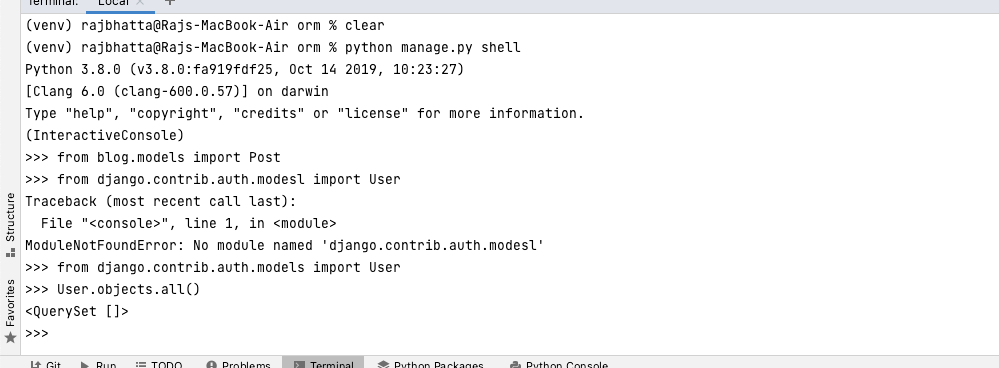 Terminal: Local × +
(venv) rajbhatta@Rajs-MacBook-Air orm % clear
(venv) rajbhatta@Rajs-MacBook-Air orm % python manage.py shell
Python 3.8.0 (v3.8.0:fa919fdf25, Oct 14 2019, 10:23:27)
[Clang 6.0 (clang-600.0.57)] on darwin
Type "help", "copyright", "credits" or "license" for more information.
(InteractiveConsole)
>>> from blog.models import Post
>>> from django.contrib.auth.modesl import User
Traceback (most recent call last):
  File "<console>", line 1, in <module>
ModuleNotFoundError: No module named 'django.contrib.auth.modesl'
>>> from django.contrib.auth.models import User
>>> User.objects.all()
<QuerySet []>
>>>
Structure
Favorites
Git Run TODO Problems Terminal Python Packages Python Console